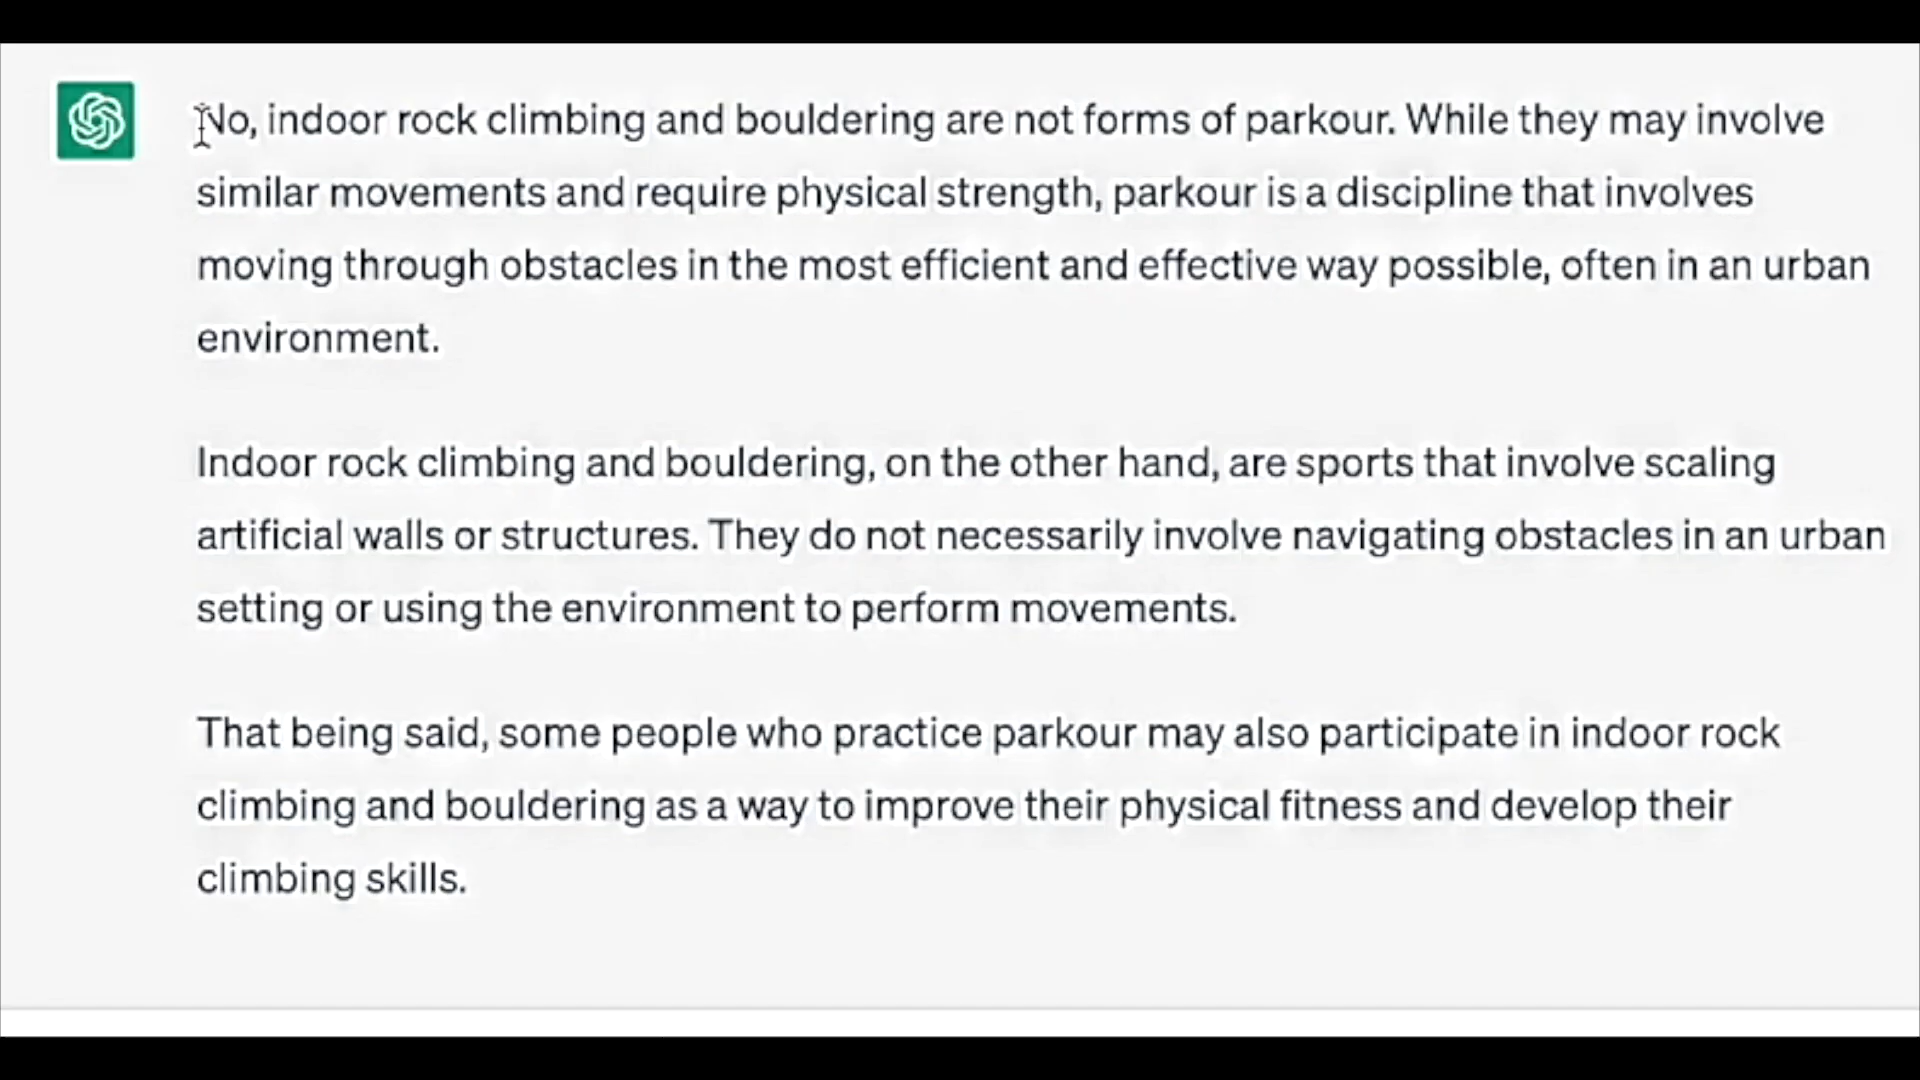 No, indoor rock climbing and bouldering are not forms of parkour. While they may involve
similar movements and require physical strength, parkour is a discipline that involves
moving through obstacles in the most efficient and effective way possible, often in an urban
environment.
Indoor rock climbing and bouldering, on the other hand, are sports that involve scaling
artificial walls or structures. They do not necessarily involve navigating obstacles in an urban
setting or using the environment to perform movements.
That being said, some people who practice parkour may also participate in indoor rock
climbing and bouldering as a way to improve their physical fitness and develop their
climbing skills.